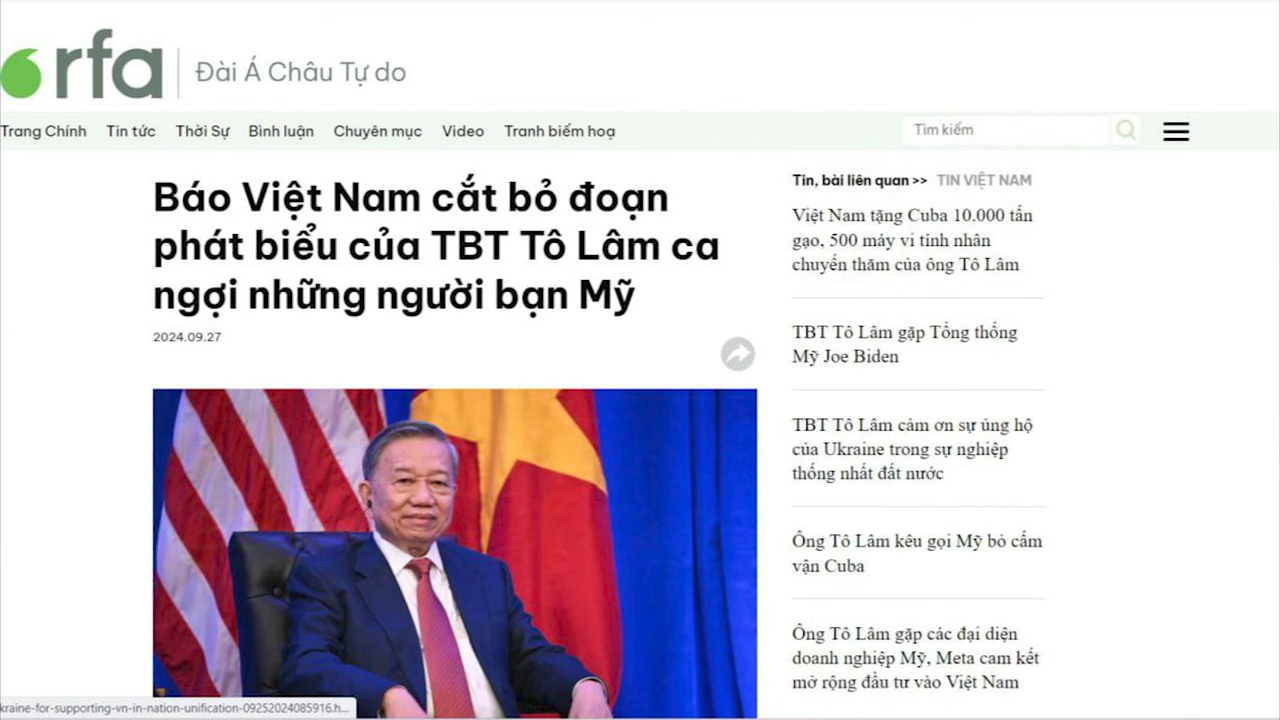 rfa Đài Á Châu Tự do
Trang Chính Tin tức Thời Sự Bình luận Chuyên mục Video Tranh biếm hoạ Tìm kiếm
Báo Việt Nam cắt bỏ đoạn
phát biểu của TBT Tô Lâm ca
ngợi những người bạn Mỹ
2024.09.27
Tin, bài liên quan >> TIN VIỆT NAM
Việt Nam tặng Cuba 10.000 tấn
gạo, 500 máy vi tính nhân
chuyến thăm của ông Tô Lâm
TBT Tô Lâm gặp Tổng thống
Mỹ Joe Biden
TBT Tô Lâm cảm ơn sự ủng hộ
của Ukraine trong sự nghiệp
thống nhất đất nước
Ông Tô Lâm kêu gọi Mỹ bỏ cấm
vận Cuba
Ông Tô Lâm gặp các đại diện
doanh nghiệp Mỹ, Meta cam kết
mở rộng đầu tư vào Việt Nam
kraine-for-supporting-vn-in-nation-unification-09252024085916.h...